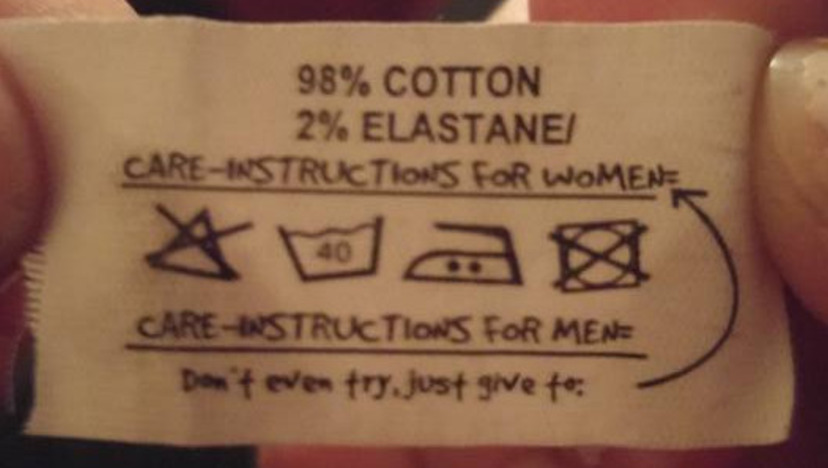 98% COTTON
2% ELASTANE/
CARE-INSTRUCTIONS FOR WOMEN=
40
CARE-INSTRUCTIONS FOR MEN=
Don't even try, just give to: